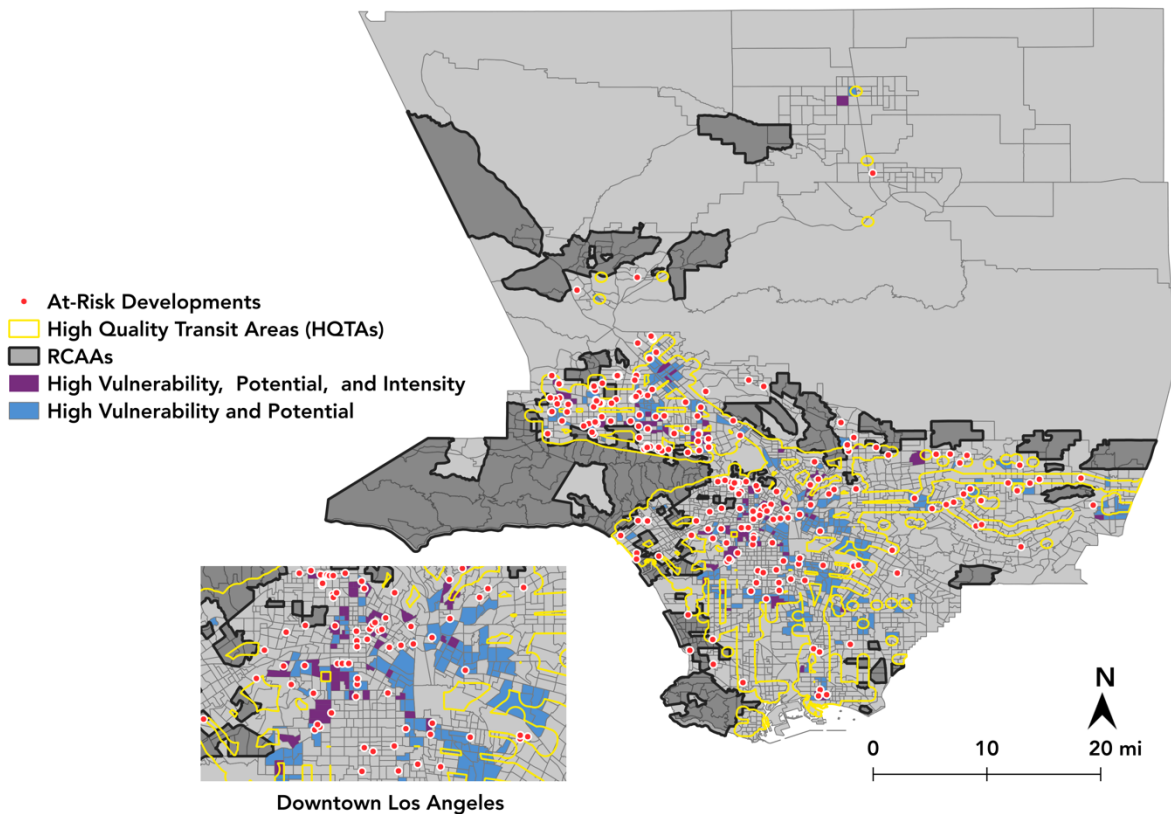 At-Risk Developments
High Quality Transit Areas (HQTAs)
RCAAs
High Vulnerability, Potential, and Intensity
High Vulnerability and Potential
N
0 10 20 mi
Downtown Los Angeles